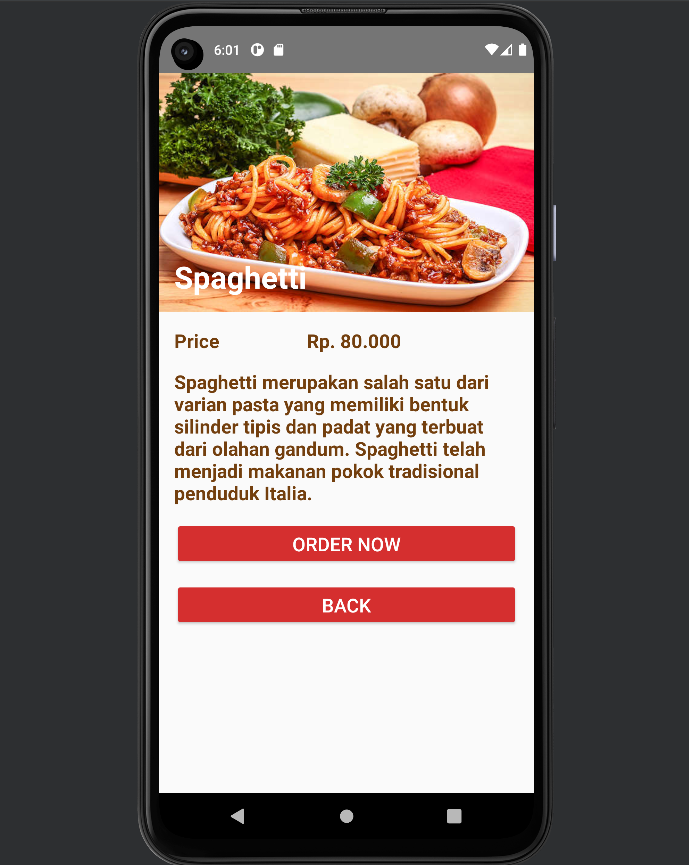 6:01
Spaghetti
Price Rp. 80.000
Spaghetti merupakan salah satu dari
varian pasta yang memiliki bentuk
silinder tipis dan padat yang terbuat
dari olahan gandum. Spaghetti telah
menjadi makanan pokok tradisional
penduduk Italia.
ORDER NOW
BACK